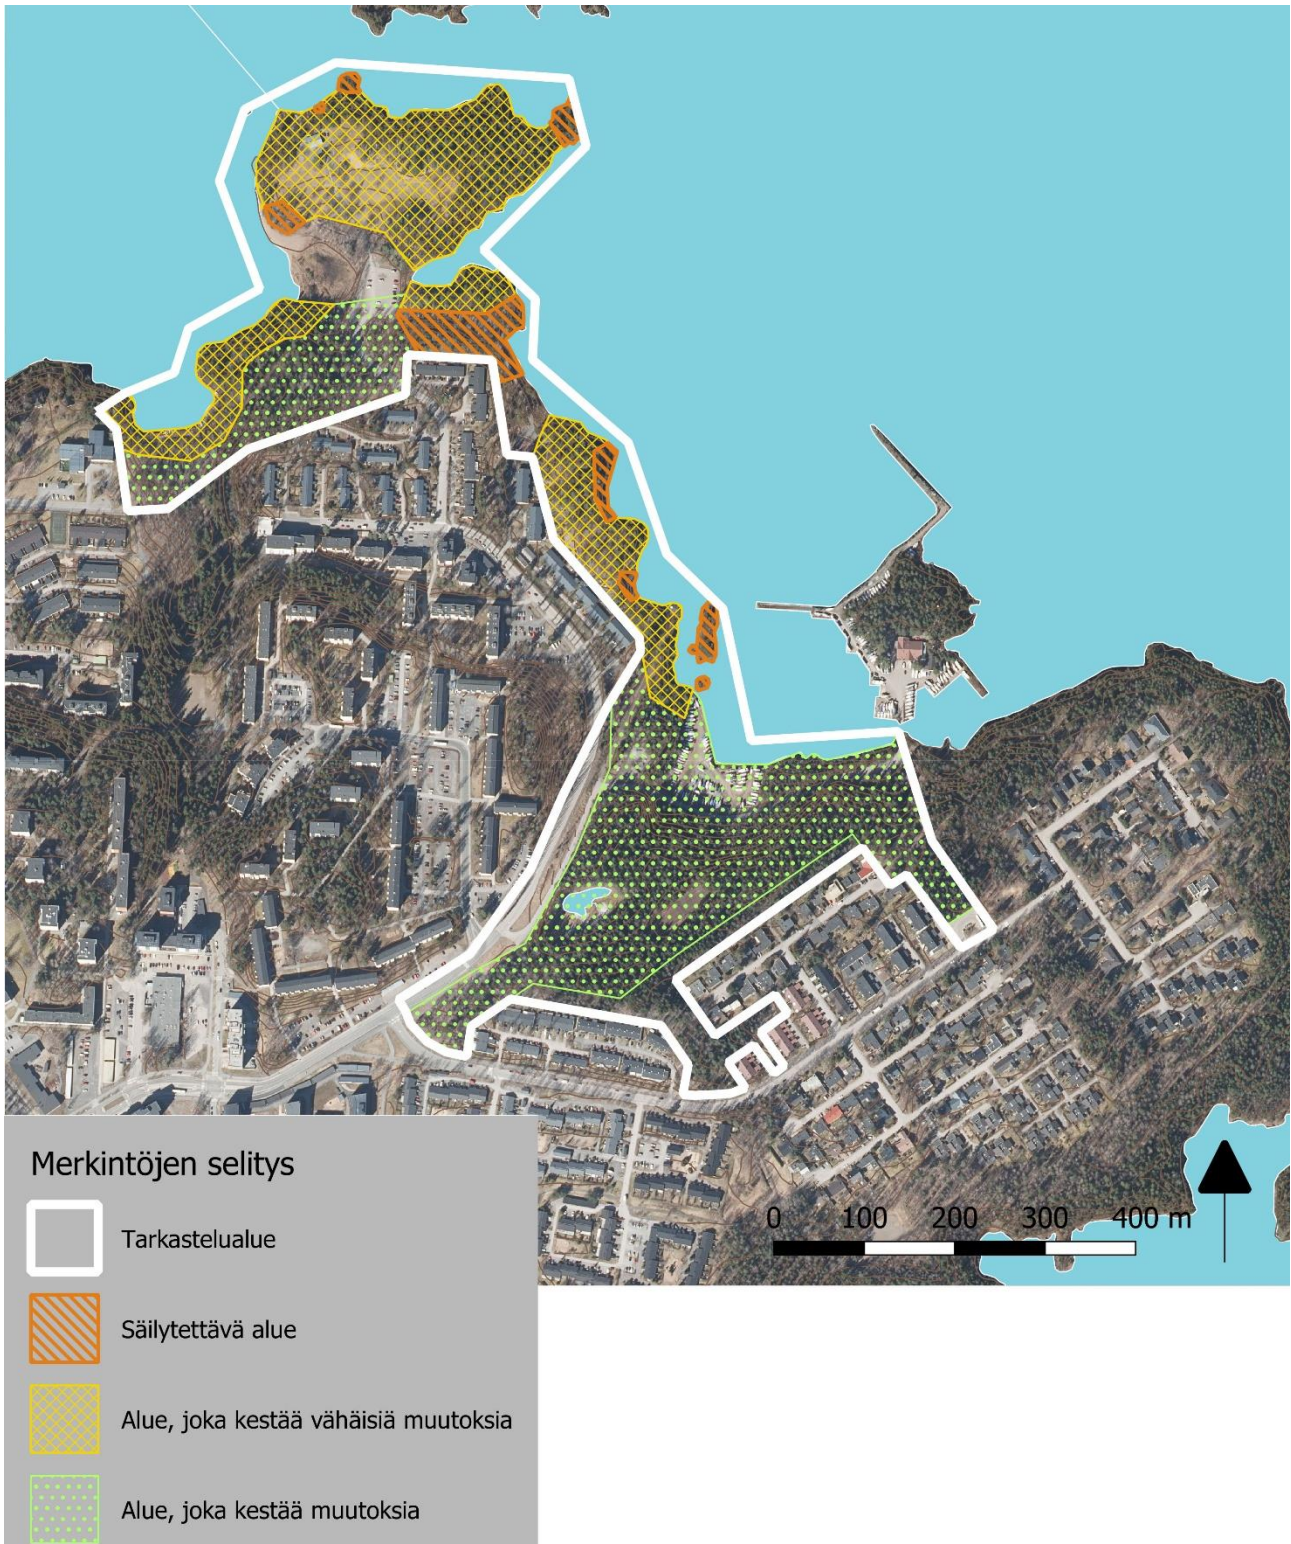 0 100 200 300 400 m
Merkintöjen selitys
Tarkastelualue
Säilytettävä alue
Alue, joka kestää vähäisiä muutoksia
Alue, joka kestää muutoksia